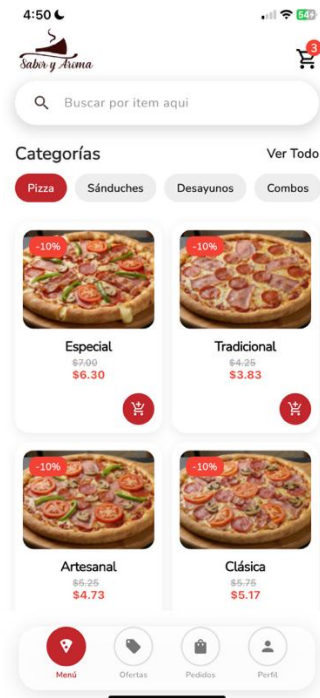 4:50
54
Sabor y Aroma
3
Buscar por item aqui
Categorías
Ver Todo
Pizza
Sánduches
Desayunos
Combos
-10%
-10%
Especial
Tradicional
$7.00
$4.25
$6.30
$3.83
-10%
-10%
Artesanal
Clásica
$5.25
$5.75
$4.73
$5.17
Menú
Ofertas
Pedidos
Perfil